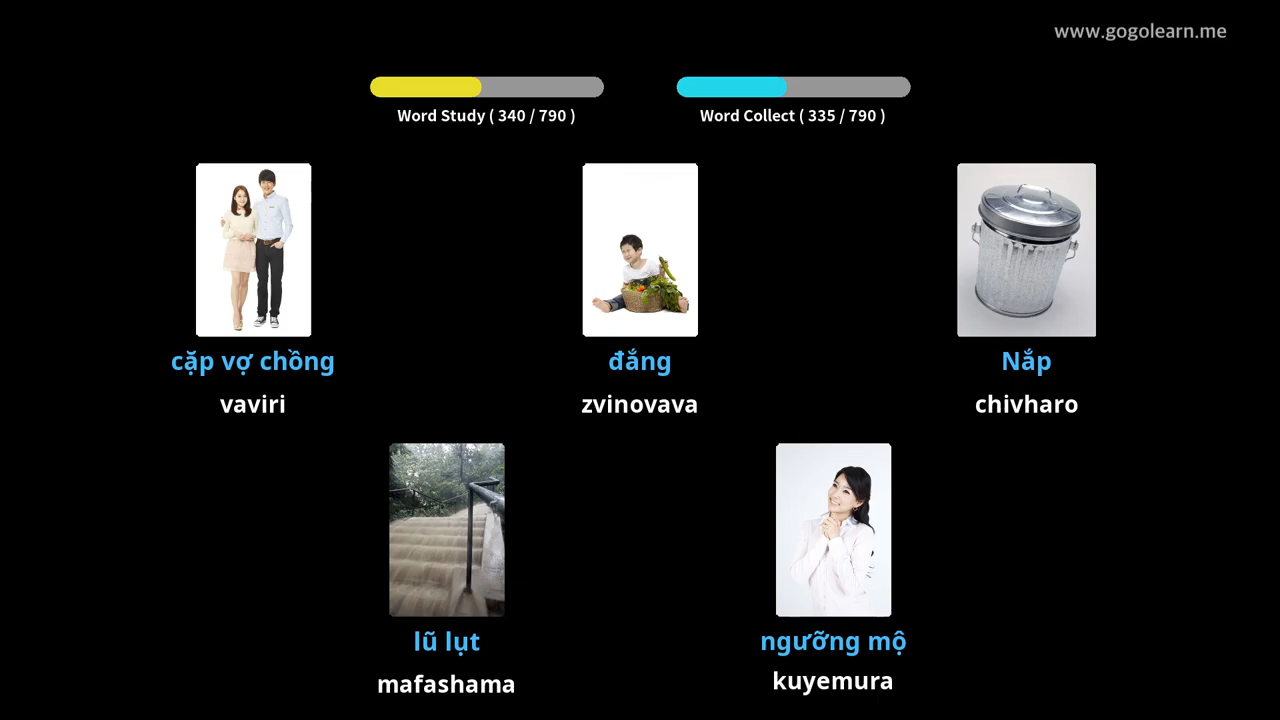 www.gogolearn.me
Word Study ( 340 / 790 )
Word Collect ( 335 / 790 )
cặp vợ chồng
vaviri
đắng
zvinovava
Nắp
chivharo
lũ lụt
mafashama
ngưỡng mộ
kuyemura